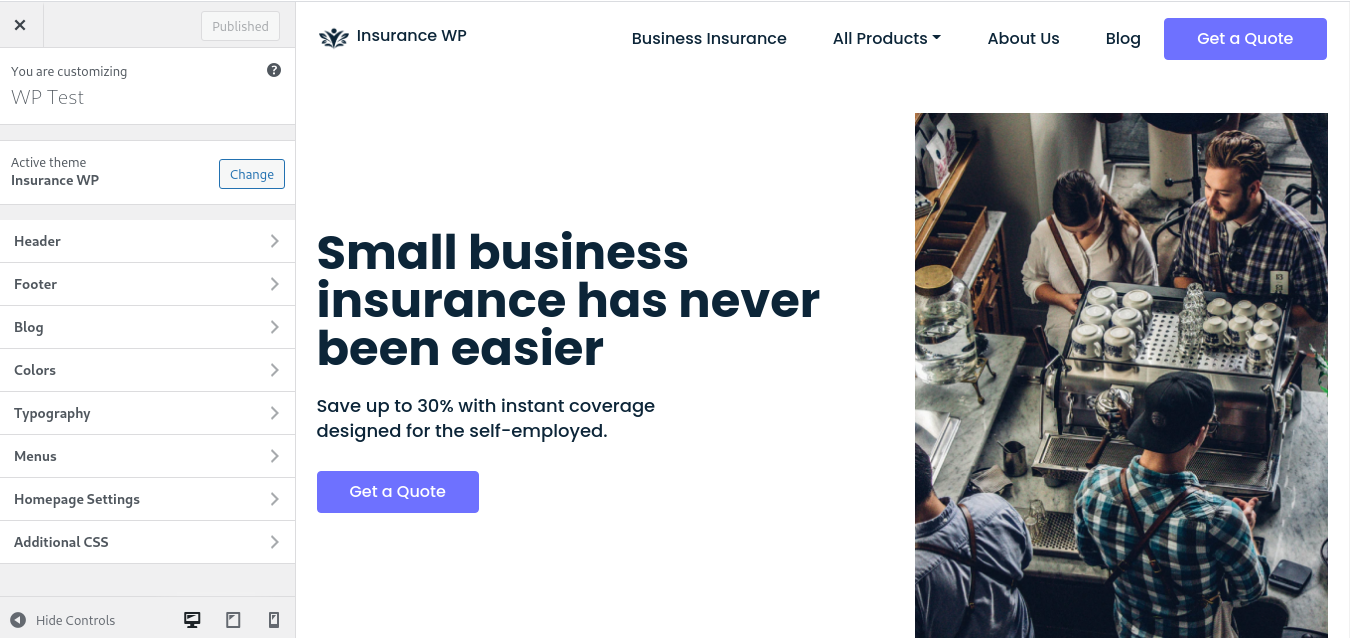 Published
You are customizing
WP Test
Active theme
Insurance WP
Change
Header
Footer
Blog
Colors
Typography
Menus
Homepage Settings
Additional CSS
Hide Controls
Insurance WP
Business Insurance
All Products
About Us
Blog
Get a Quote
Small business
insurance has never
been easier
Save up to 30% with instant coverage
designed for the self-employed.
Get a Quote